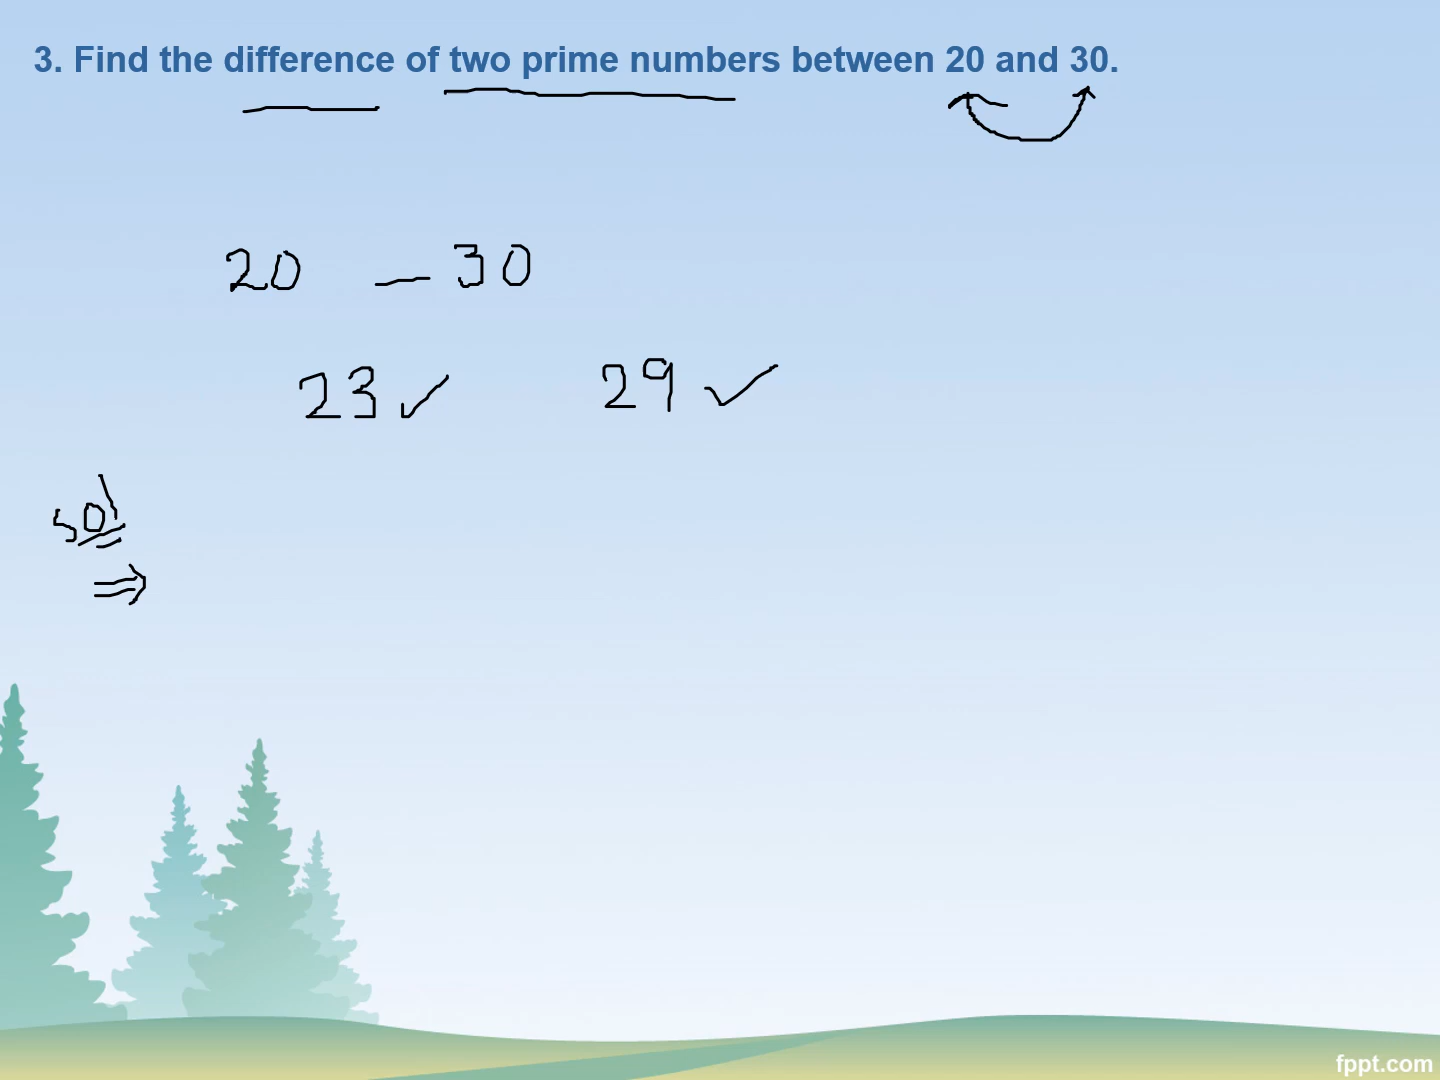 3. Find the difference of two prime numbers between 20 and 30.
20 – 30
23 ✓ 29 ✓
sol
⇒
fppt.com